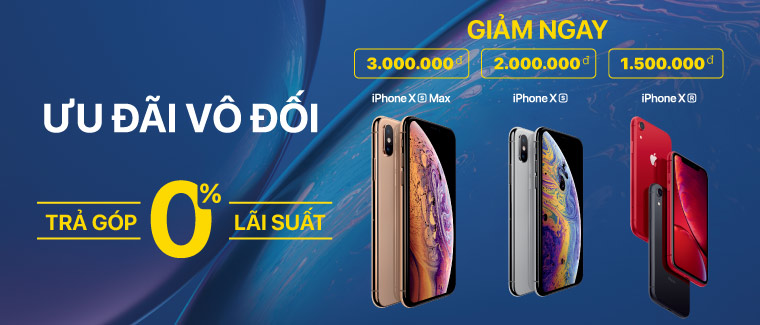 ƯU ĐÃI VÔ ĐỐI
TRẢ GÓP 0% LÃI SUẤT
GIẢM NGAY
3.000.000đ 2.000.000đ 1.500.000đ
iPhone XS Max iPhone XS iPhone XR